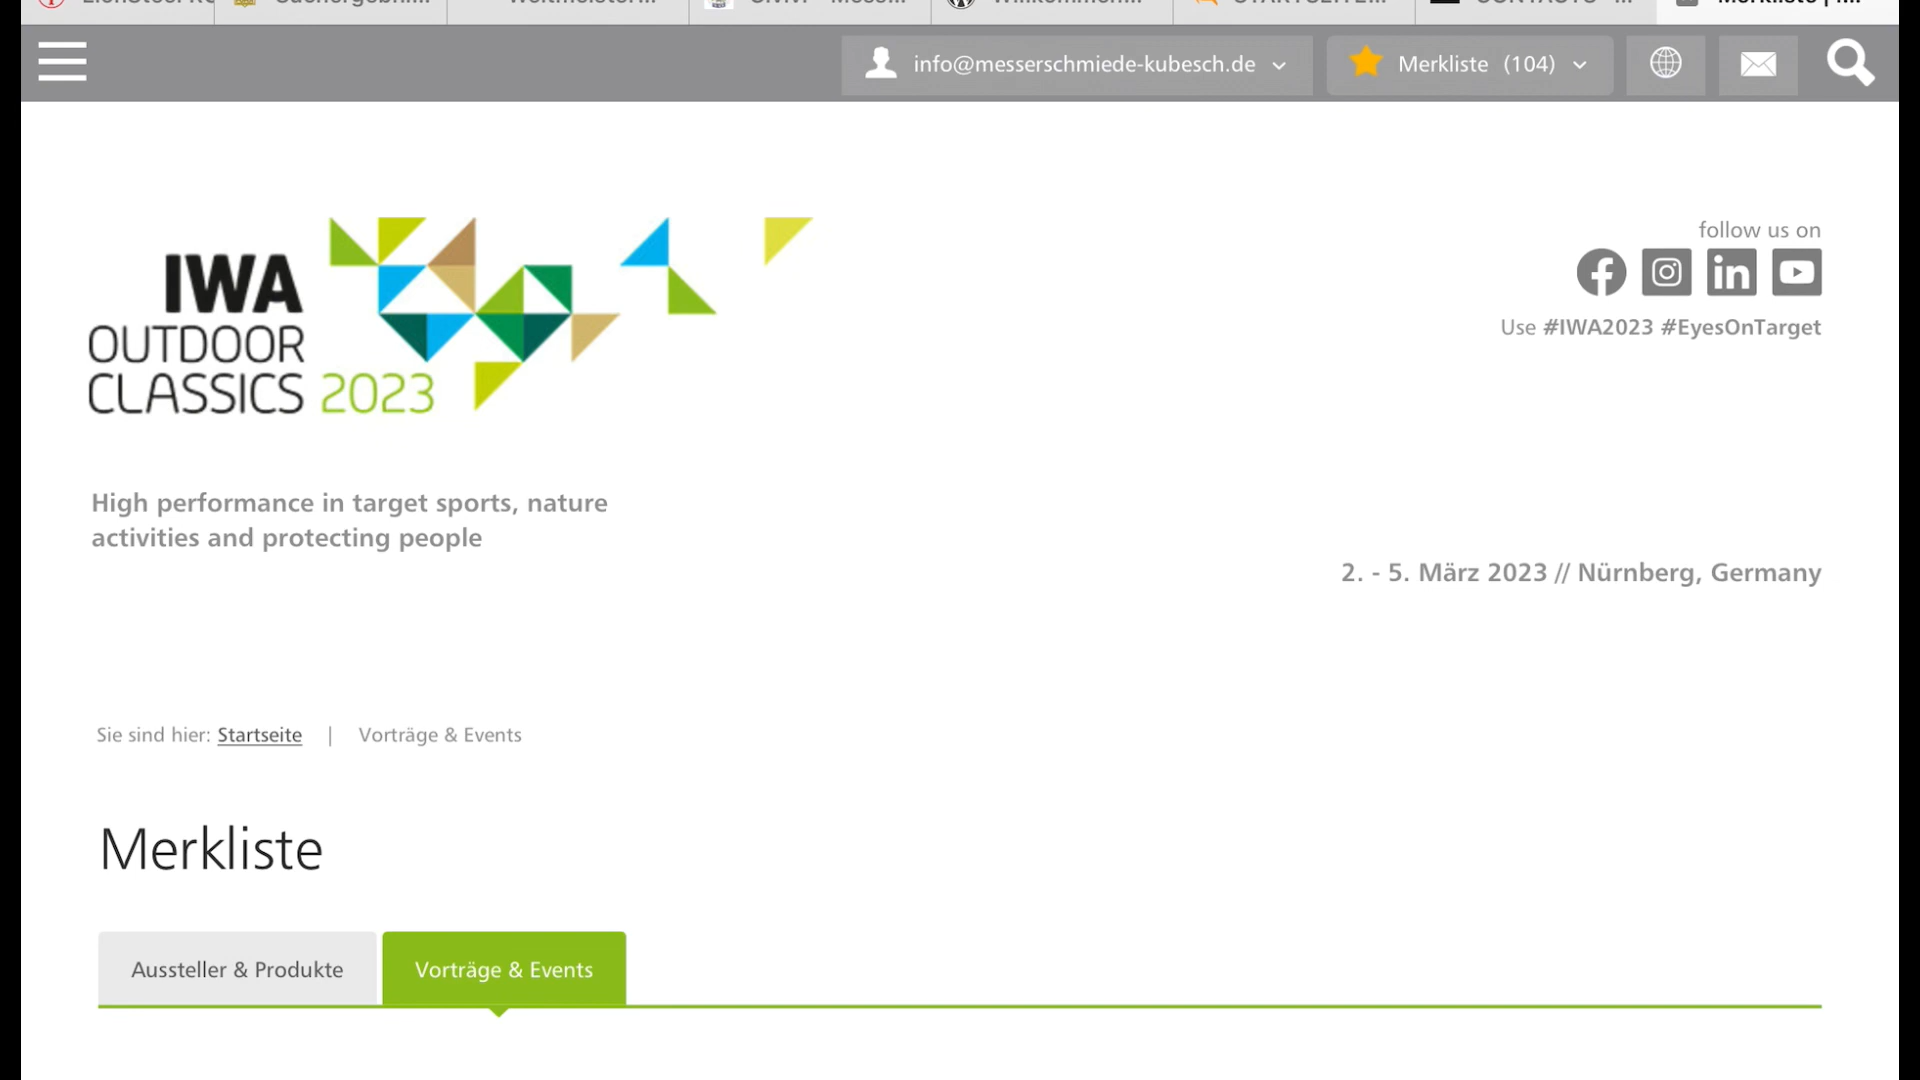 info@messerschmiede-kubesch.de
Merkliste (104)
follow us on
Use #IWA2023 #EyesOnTarget
IWA
OUTDOOR
CLASSICS 2023
High performance in target sports, nature
activities and protecting people
2. - 5. März 2023 // Nürnberg, Germany
Sie sind hier: Startseite | Vorträge & Events
Merkliste
Aussteller & Produkte
Vorträge & Events